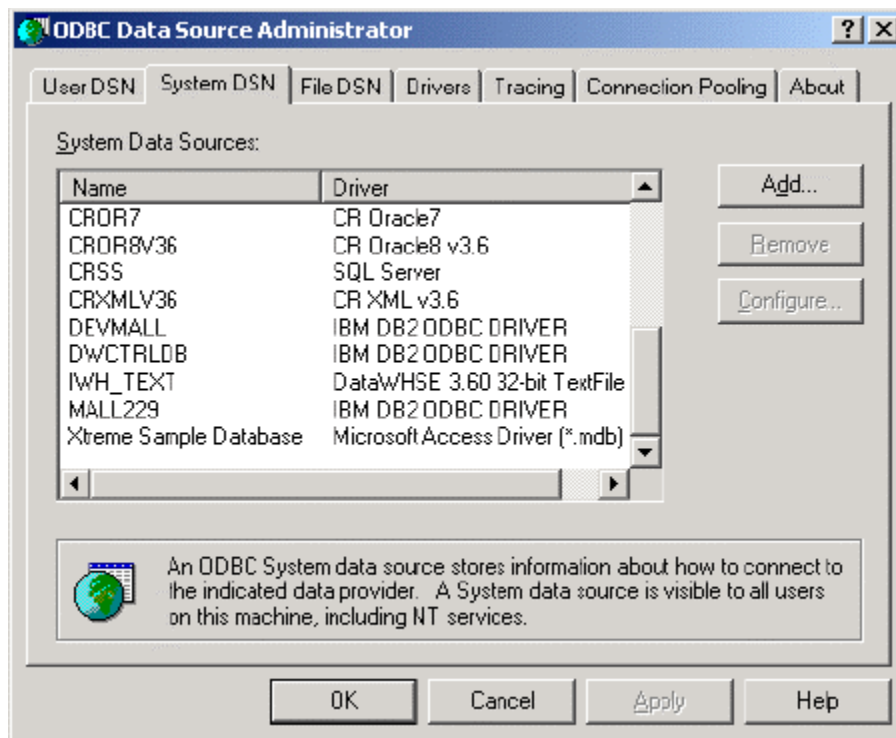 ODBC Data Source Administrator
User DSN System DSN File DSN Drivers Tracing Connection Pooling About
System Data Sources:
Name Driver
CROR7 CR Oracle7
CROR8V36 CR Oracle8 v3.6
CRSS SQL Server
CRXMLV36 CR XML v3.6
DEVMALL IBM DB2 ODBC DRIVER
DWCTRLDB IBM DB2 ODBC DRIVER
IWH_TEXT DataWHSE 3.60 32-bit TextFile
MALL229 IBM DB2 ODBC DRIVER
Xtreme Sample Database Microsoft Access Driver (*.mdb)
Add...
Remove
Configure...
An ODBC System data source stores information about how to connect to
the indicated data provider. A System data source is visible to all users
on this machine, including NT services.
OK Cancel Apply Help